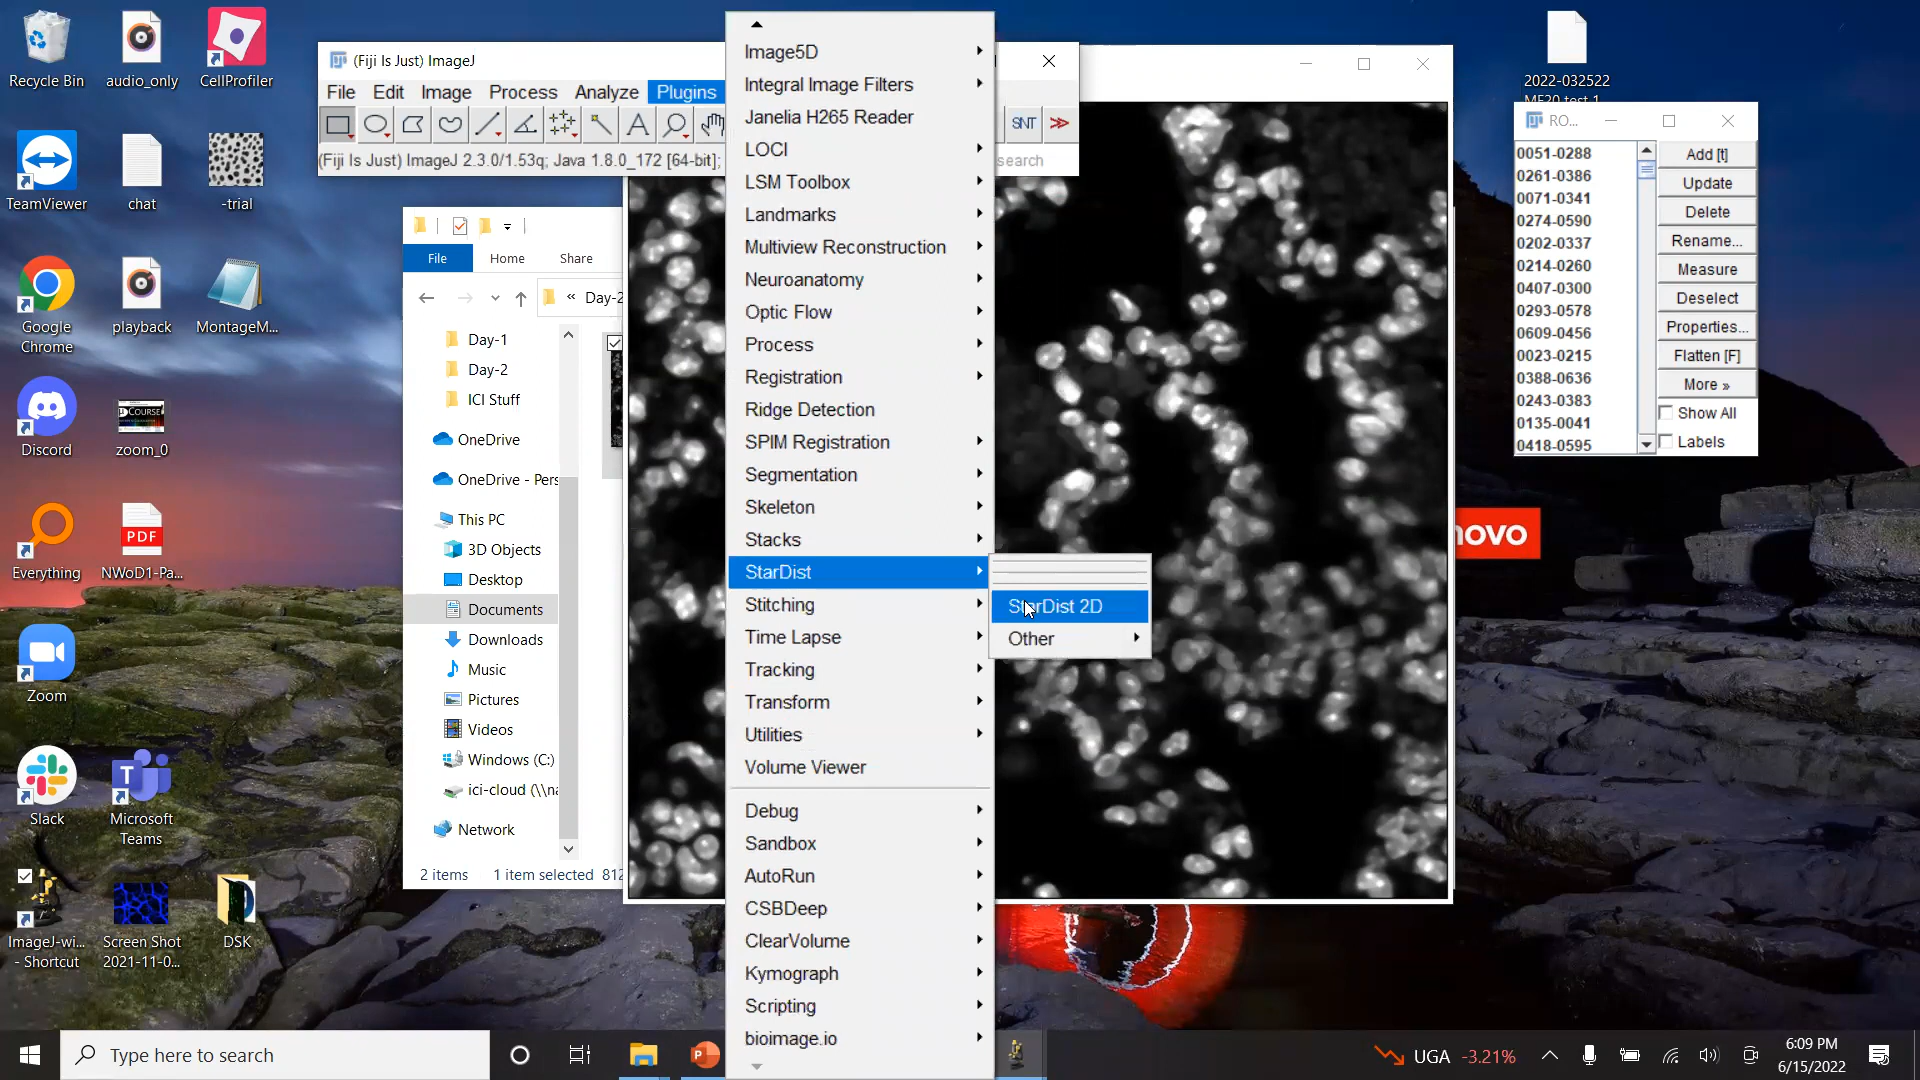 Recycle Bin
audio_only
CellProfiler
TeamViewer
chat
-trial
Google
Chrome
playback
MontageM...
Discord
zoom_0
COURSE
Everything
PDF
NWoD1-Pa...
Zoom
Slack
Microsoft
Teams
ImageJ-wi...
- Shortcut
Screen Shot
2021-11-0...
DSK
(Fiji Is Just) ImageJ
File Edit Image Process Analyze Plugins
SNT
(Fiji Is Just) ImageJ 2.3.0/1.53q; Java 1.8.0_172 [64-bit];
search
File Home Share
« Day-2
Day-1
Day-2
ICI Stuff
OneDrive
OneDrive - Pers
This PC
3D Objects
Desktop
Documents
Downloads
Music
Pictures
Videos
Windows (C:)
ici-cloud (\\na
Network
2 items 1 item selected 812
Image5D
Integral Image Filters
Janelia H265 Reader
LOCI
LSM Toolbox
Landmarks
Multiview Reconstruction
Neuroanatomy
Optic Flow
Process
Registration
Ridge Detection
SPIM Registration
Segmentation
Skeleton
Stacks
StarDist
Stitching
Time Lapse
Tracking
Transform
Utilities
Volume Viewer
Debug
Sandbox
AutoRun
CSBDeep
ClearVolume
Kymograph
Scripting
bioimage.io
StarDist 2D
Other
2022-032522
MF20 test 1
RO...
0051-0288
0261-0386
0071-0341
0274-0590
0202-0337
0214-0260
0407-0300
0293-0578
0609-0456
0023-0215
0388-0636
0243-0383
0135-0041
0418-0595
Add [t]
Update
Delete
Rename...
Measure
Deselect
Properties...
Flatten [F]
More »
Show All
Labels
novo
Type here to search
UGA -3.21%
6:09 PM
6/15/2022